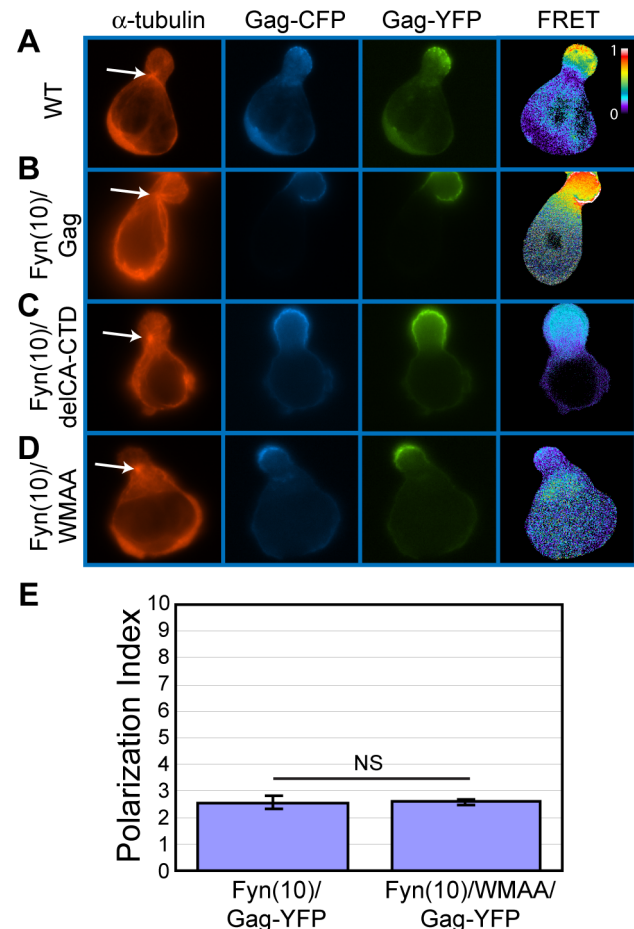 α-tubulin Gag-CFP Gag-YFP FRET
A
WT
1
0
B
Fyn(10)/
Gag
C
Fyn(10)/
delCA-CTD
D
Fyn(10)/
WMAA
E
Polarization Index
10
9
8
7
6
5
4
3
2
1
0
NS
Fyn(10)/ Fyn(10)/WMAA/
Gag-YFP Gag-YFP